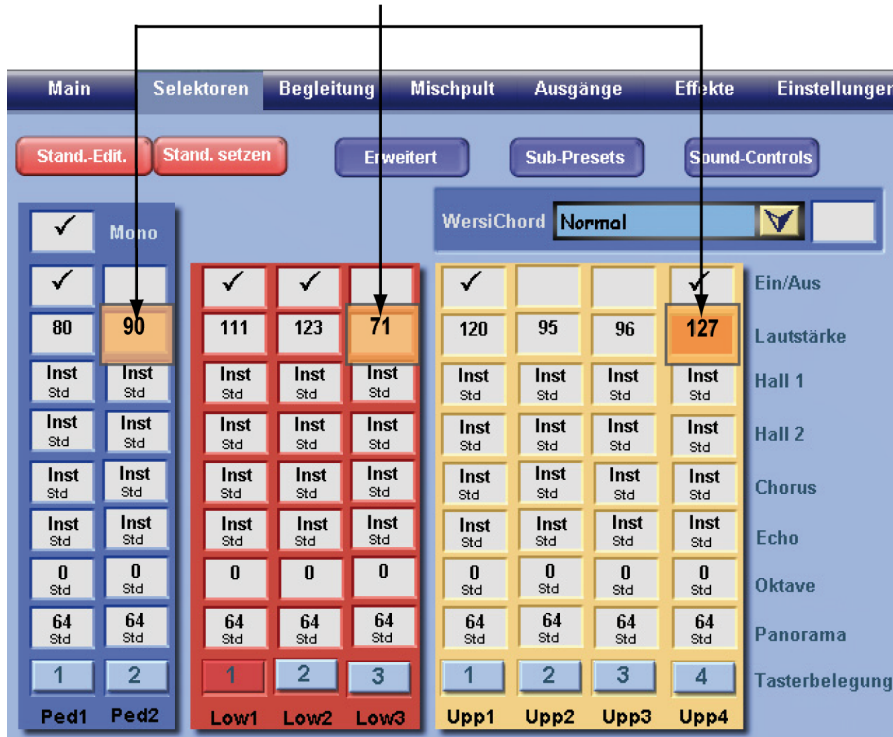 Main Selektoren Begleitung Mischpult Ausgänge Effekte Einstellunger
Stand.-Edit. Stand. setzen Erweitert Sub-Presets Sound-Controls
✓ Mono WersiChord Normal
✓ ✓ ✓ ✓ ✓ Ein/Aus
80 90 111 123 71 120 95 96 127 Lautstärke
Inst Inst Inst Inst Inst Inst Inst Inst Inst Hall 1
Std Std Std Std Std Std Std Std Std
Inst Inst Inst Inst Inst Inst Inst Inst Inst Hall 2
Std Std Std Std Std Std Std Std Std
Inst Inst Inst Inst Inst Inst Inst Inst Inst Chorus
Std Std Std Std Std Std Std Std Std
Inst Inst Inst Inst Inst Inst Inst Inst Inst Echo
Std Std Std Std Std Std Std Std Std
0 0 0 0 0 0 0 0 0 Oktave
Std Std Std Std Std Std
64 64 64 64 64 64 64 64 64 Panorama
Std Std Std Std Std Std Std Std Std
1 2 1 2 3 1 2 3 4 Tasterbelegung
Ped1 Ped2 Low1 Low2 Low3 Upp1 Upp2 Upp3 Upp4